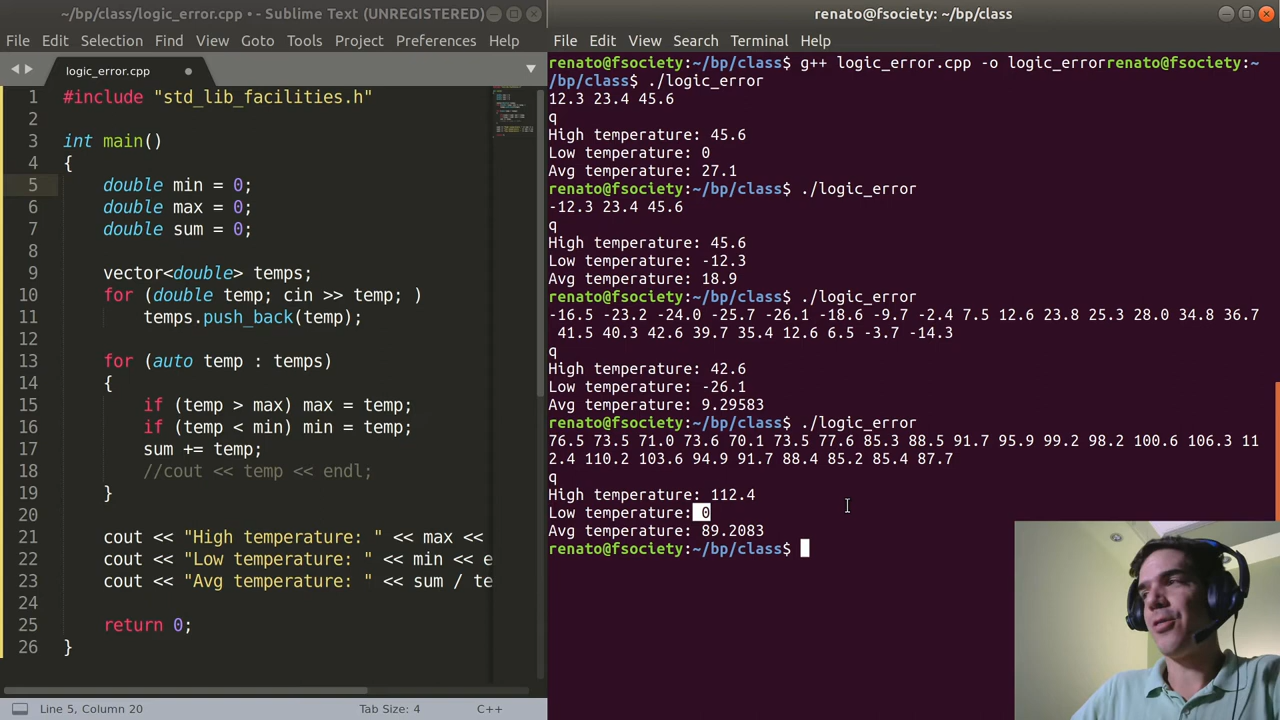 ~/bp/class/logic_error.cpp • - Sublime Text (UNREGISTERED)
File Edit Selection Find View Goto Tools Project Preferences Help
logic_error.cpp
1 #include "std_lib_facilities.h"
2
3 int main()
4 {
5 double min = 0;
6 double max = 0;
7 double sum = 0;
8
9 vector<double> temps;
10 for (double temp; cin >> temp; )
11 temps.push_back(temp);
12
13 for (auto temp : temps)
14 {
15 if (temp > max) max = temp;
16 if (temp < min) min = temp;
17 sum += temp;
18 //cout << temp << endl;
19 }
20
21 cout << "High temperature: " << max <<
22 cout << "Low temperature: " << min << e
23 cout << "Avg temperature: " << sum / te
24
25 return 0;
26 }
Line 5, Column 20 Tab Size: 4 C++
renato@fsociety: ~/bp/class
File Edit View Search Terminal Help
renato@fsociety:~/bp/class$ g++ logic_error.cpp -o logic_errorrenato@fsociety:~
/bp/class$ ./logic_error
12.3 23.4 45.6
q
High temperature: 45.6
Low temperature: 0
Avg temperature: 27.1
renato@fsociety:~/bp/class$ ./logic_error
-12.3 23.4 45.6
q
High temperature: 45.6
Low temperature: -12.3
Avg temperature: 18.9
renato@fsociety:~/bp/class$ ./logic_error
-16.5 -23.2 -24.0 -25.7 -26.1 -18.6 -9.7 -2.4 7.5 12.6 23.8 25.3 28.0 34.8 36.7
41.5 40.3 42.6 39.7 35.4 12.6 6.5 -3.7 -14.3
q
High temperature: 42.6
Low temperature: -26.1
Avg temperature: 9.29583
renato@fsociety:~/bp/class$ ./logic_error
76.5 73.5 71.0 73.6 70.1 73.5 77.6 85.3 88.5 91.7 95.9 99.2 98.2 100.6 106.3 11
2.4 110.2 103.6 94.9 91.7 88.4 85.2 85.4 87.7
q
High temperature: 112.4
Low temperature: 0
Avg temperature: 89.2083
renato@fsociety:~/bp/class$